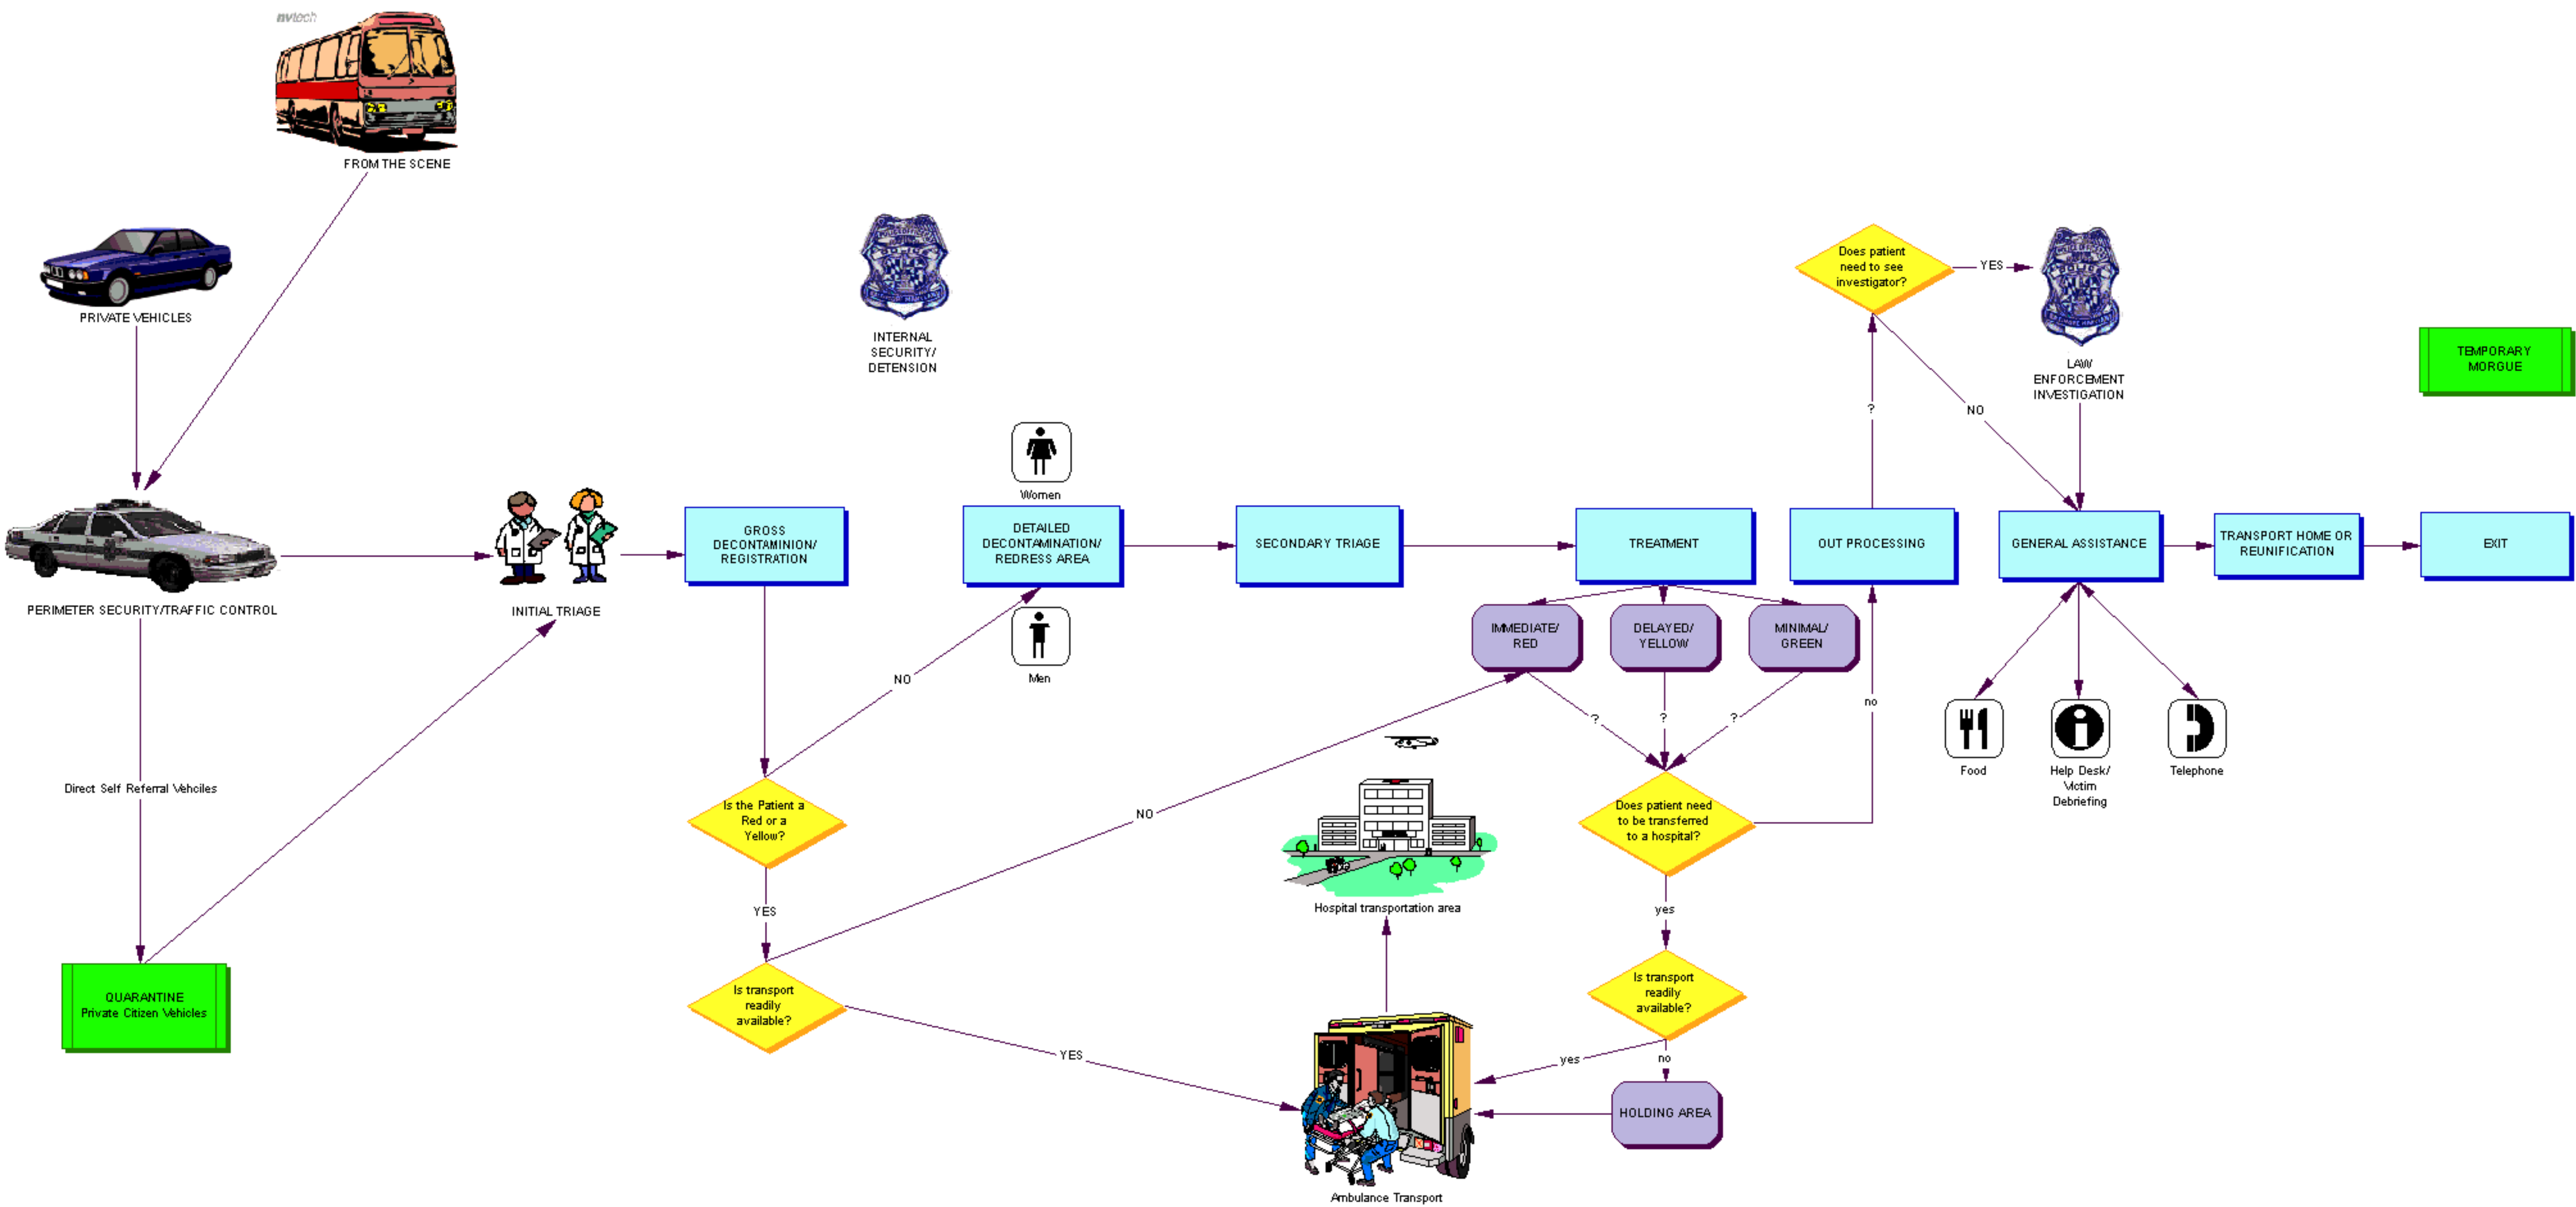 nvtech
FROM THE SCENE
PRIVATE VEHICLES
PERIMETER SECURITY/TRAFFIC CONTROL
Direct Self Referral Vehciles
QUARANTINE
Private Citizen Vehicles
INITIAL TRIAGE
GROSS
DECONTAMINION/
REGISTRATION
Is the Patient a
Red or a
Yellow?
NO
YES
Is transport
readily
available?
NO
YES
INTERNAL
SECURITY/
DETENSION
Women
DETAILED
DECONTAMINATION/
REDRESS AREA
Men
SECONDARY TRIAGE
TREATMENT
IMMEDIATE/
RED
DELAYED/
YELLOW
MINIMAL/
GREEN
?
?
?
Does patient need
to be transferred
to a hospital?
no
yes
Is transport
readily
available?
yes
no
HOLDING AREA
Hospital transportation area
Ambulance Transport
OUT PROCESSING
?
Does patient
need to see
investigator?
YES
NO
POLICE
LAW
ENFORCEMENT
INVESTIGATION
GENERAL ASSISTANCE
Food
Help Desk/
Victim
Debriefing
Telephone
TRANSPORT HOME OR
REUNIFICATION
EXIT
TEMPORARY
MORGUE